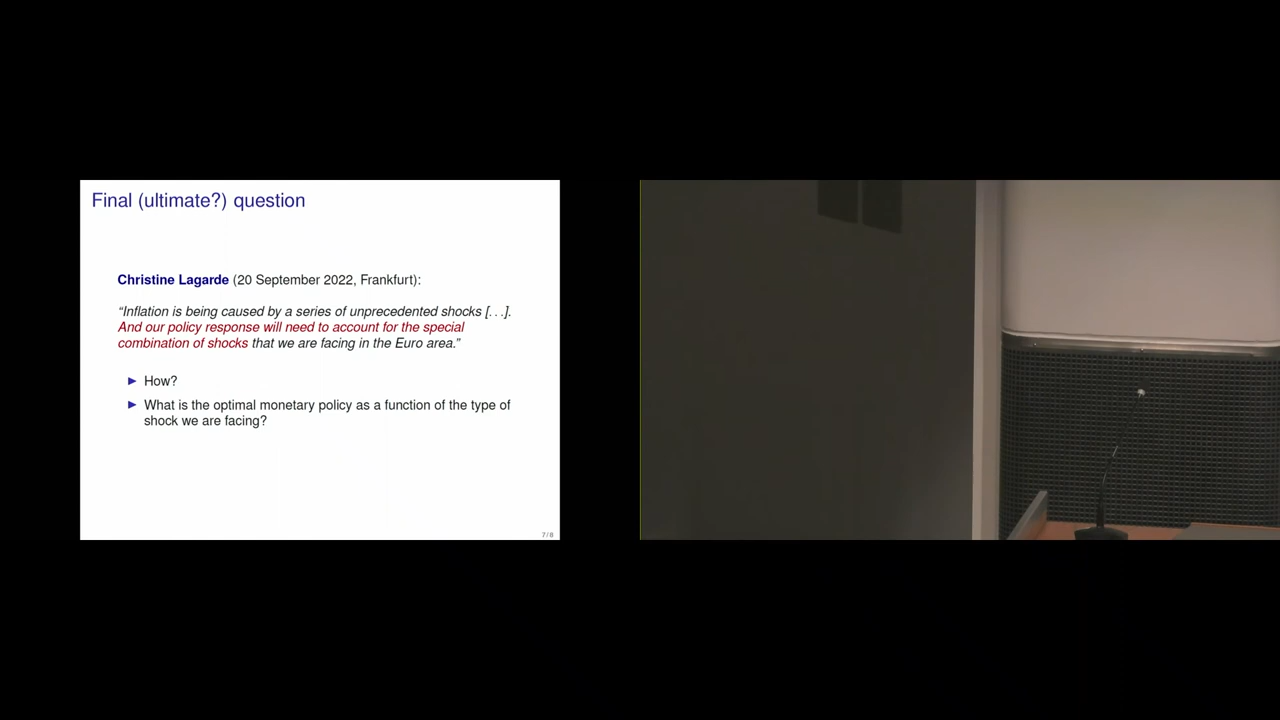 Final (ultimate?) question
Christine Lagarde (20 September 2022, Frankfurt):
“Inflation is being caused by a series of unprecedented shocks [. . .].
And our policy response will need to account for the special
combination of shocks that we are facing in the Euro area.”
► How?
► What is the optimal monetary policy as a function of the type of
shock we are facing?
7 / 8